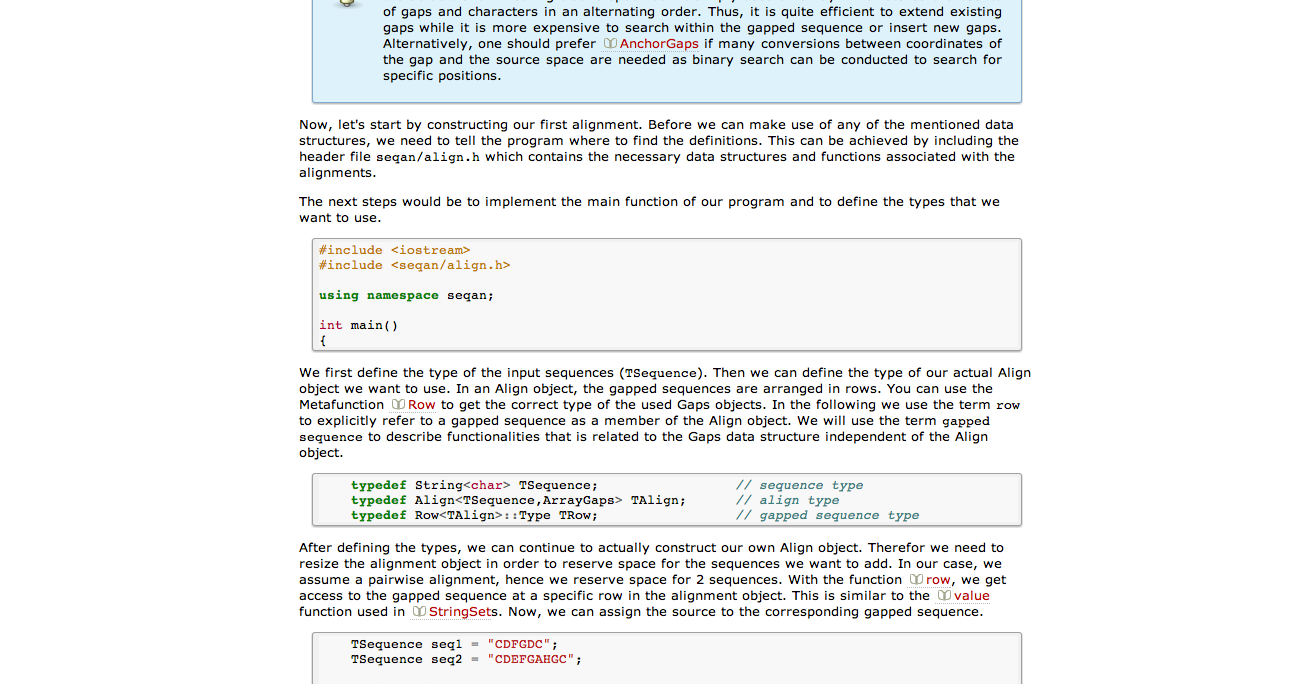 of gaps and characters in an alternating order. Thus, it is quite efficient to extend existing
gaps while it is more expensive to search within the gapped sequence or insert new gaps.
Alternatively, one should prefer AnchorGaps if many conversions between coordinates of
the gap and the source space are needed as binary search can be conducted to search for
specific positions.
Now, let's start by constructing our first alignment. Before we can make use of any of the mentioned data
structures, we need to tell the program where to find the definitions. This can be achieved by including the
header file seqan/align.h which contains the necessary data structures and functions associated with the
alignments.
The next steps would be to implement the main function of our program and to define the types that we
want to use.
#include <iostream>
#include <seqan/align.h>
using namespace seqan;
int main()
{
We first define the type of the input sequences (TSequence). Then we can define the type of our actual Align
object we want to use. In an Align object, the gapped sequences are arranged in rows. You can use the
Metafunction Row to get the correct type of the used Gaps objects. In the following we use the term row
to explicitly refer to a gapped sequence as a member of the Align object. We will use the term gapped
sequence to describe functionalities that is related to the Gaps data structure independent of the Align
object.
typedef String<char> TSequence; // sequence type
typedef Align<TSequence,ArrayGaps> TAlign; // align type
typedef Row<TAlign>::Type TRow; // gapped sequence type
After defining the types, we can continue to actually construct our own Align object. Therefor we need to
resize the alignment object in order to reserve space for the sequences we want to add. In our case, we
assume a pairwise alignment, hence we reserve space for 2 sequences. With the function row, we get
access to the gapped sequence at a specific row in the alignment object. This is similar to the value
function used in StringSets. Now, we can assign the source to the corresponding gapped sequence.
TSequence seq1 = "CDFGDC";
TSequence seq2 = "CDEFGAHGC";